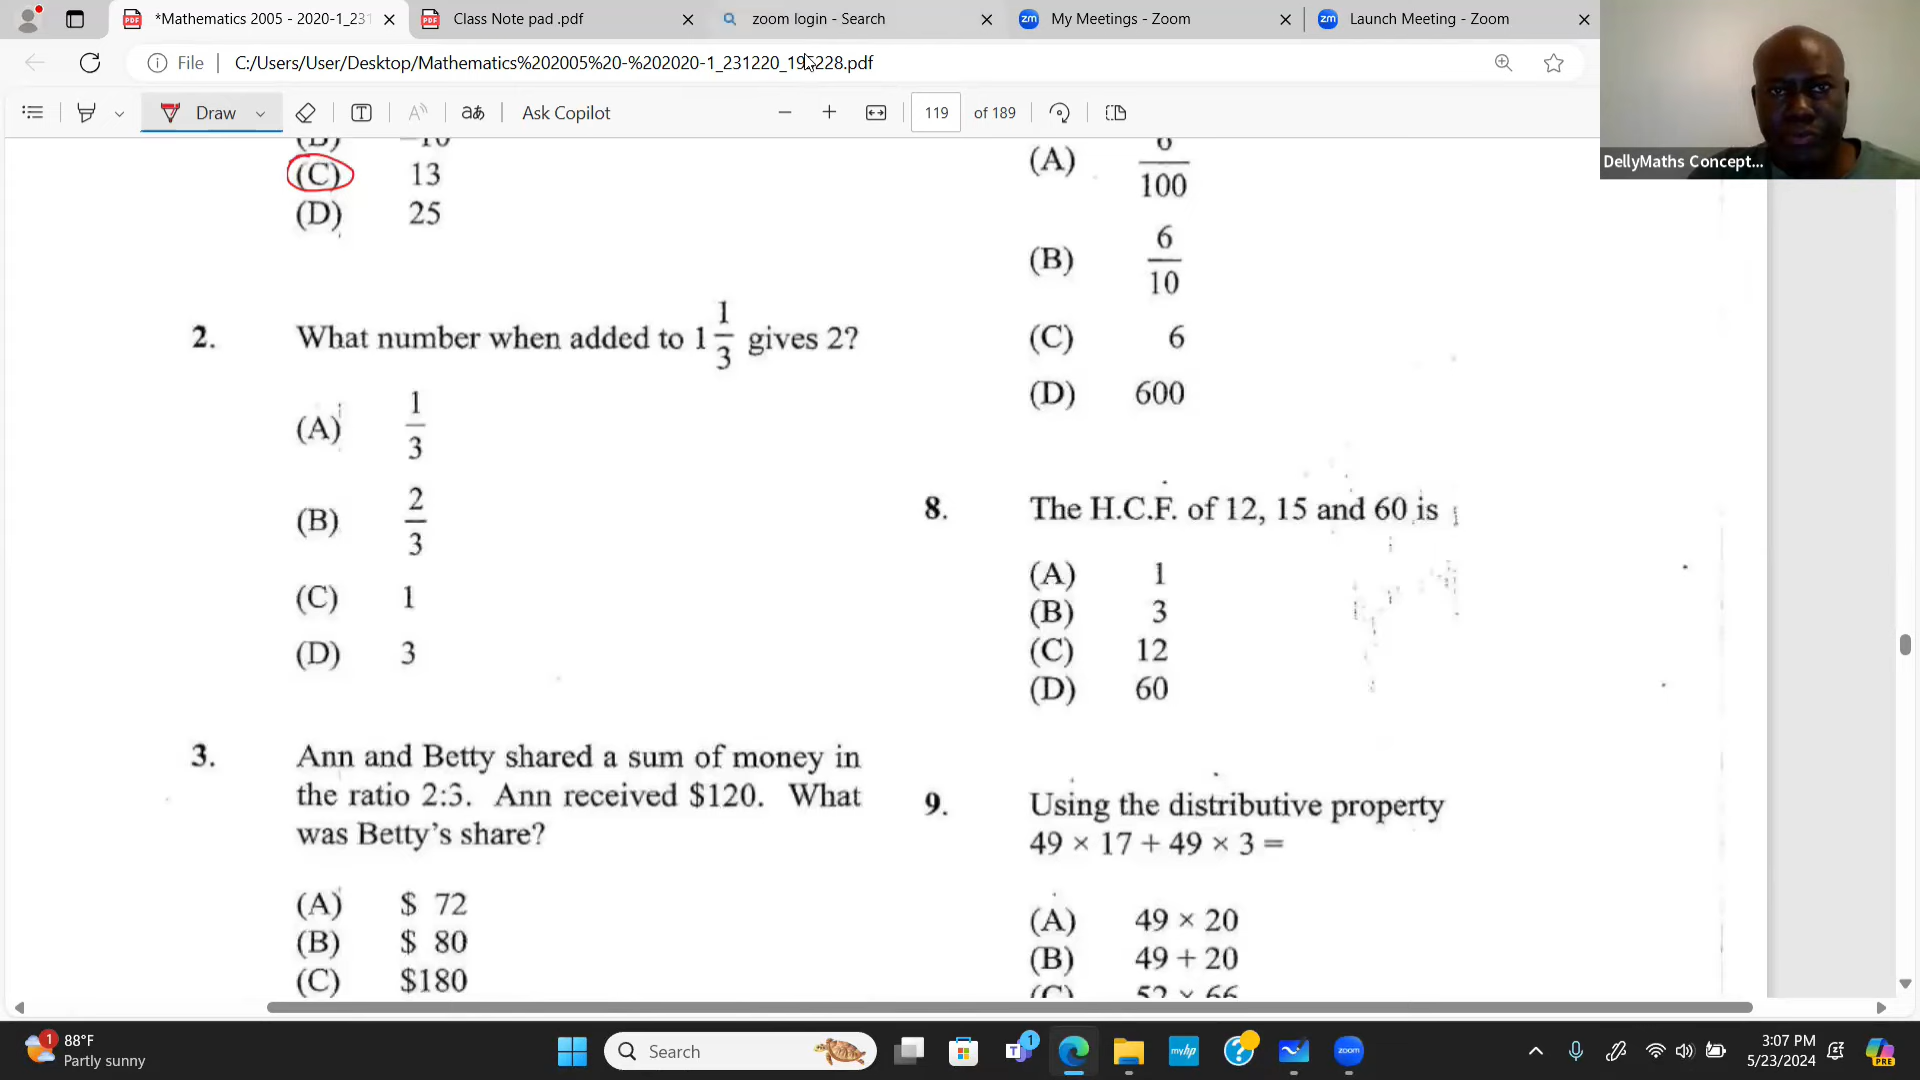 *Mathematics 2005 - 2020-1_231
Class Note pad .pdf
zoom login - Search
My Meetings - Zoom
Launch Meeting - Zoom
File
C:/Users/User/Desktop/Mathematics%202005%20-%202020-1_231220_195228.pdf
Draw
Ask Copilot
119 of 189
DellyMaths Concept...
(C) 13
(D) 25
2. What number when added to 1 1/3 gives 2?
(A) 1/3
(B) 2/3
(C) 1
(D) 3
3. Ann and Betty shared a sum of money in
the ratio 2:3. Ann received $120. What
was Betty's share?
(A) $ 72
(B) $ 80
(C) $180
(A) 6/100
(B) 6/10
(C) 6
(D) 600
8. The H.C.F. of 12, 15 and 60 is
(A) 1
(B) 3
(C) 12
(D) 60
9. Using the distributive property
49 × 17 + 49 × 3 =
(A) 49 × 20
(B) 49 + 20
(C) 52 × 66
88°F
Partly sunny
Search
3:07 PM
5/23/2024